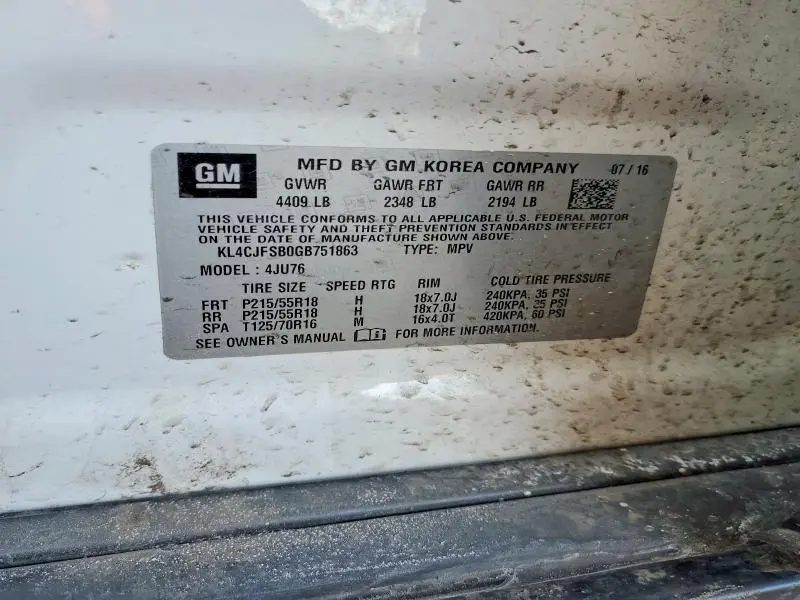 GM MFD BY GM KOREA COMPANY 07 / 16
GVWR GAWR FRT GAWR RR
4409 LB 2348 LB 2194 LB
THIS VEHICLE CONFORMS TO ALL APPLICABLE U.S. FEDERAL MOTOR
VEHICLE SAFETY AND THEFT PREVENTION STANDARDS IN EFFECT
ON THE DATE OF MANUFACTURE SHOWN ABOVE.
KL4CJFSB0GB751863 TYPE: MPV
MODEL : 4JU76
TIRE SIZE SPEED RTG RIM COLD TIRE PRESSURE
FRT P215/55R18 H 18x7.0J 240KPA, 35 PSI
RR P215/55R18 H 18x7.0J 240KPA, 35 PSI
SPA T125/70R16 M 16x4.0T 420KPA, 60 PSI
SEE OWNER'S MANUAL FOR MORE INFORMATION.